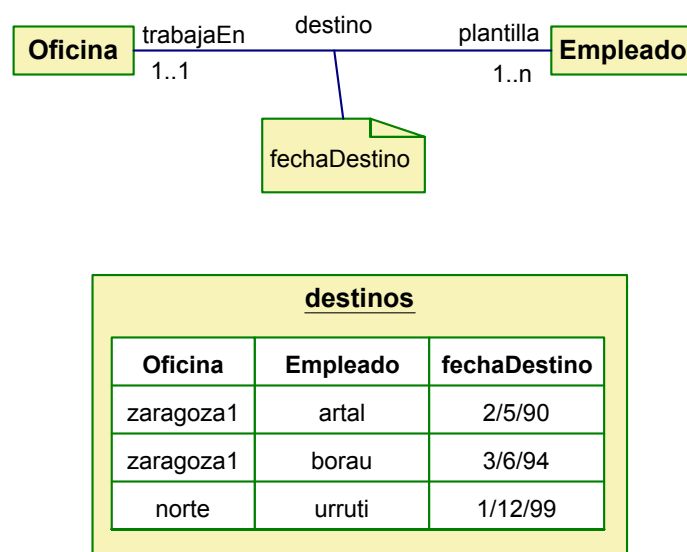 trabajaEn destino plantilla
Oficina Empleado
1..1 1..n
fechaDestino
destinos
Oficina Empleado fechaDestino
zaragoza1 artal 2/5/90
zaragoza1 borau 3/6/94
norte urruti 1/12/99